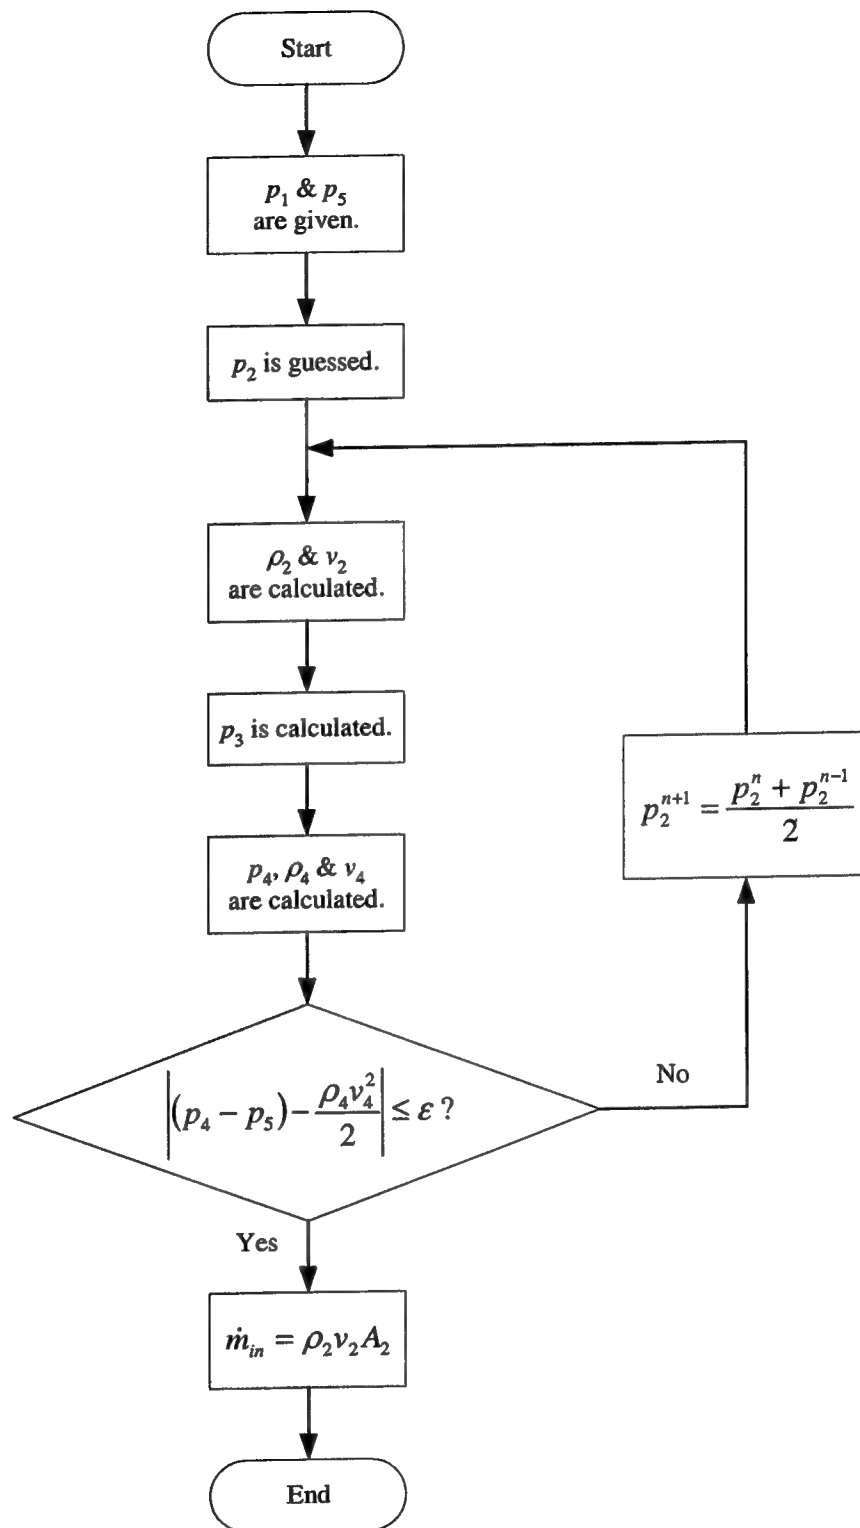 Start
p₁ & p₅
are given.
p₂ is guessed.
ρ₂ & v₂
are calculated.
p₃ is calculated.
p₂ⁿ⁺¹ = (p₂ⁿ + p₂ⁿ⁻¹) / 2
p₄, ρ₄ & v₄
are calculated.
No
|(p₄ − p₅) − ρ₄v₄² / 2| ≤ ε ?
Yes
ṁᵢₙ = ρ₂v₂A₂
End